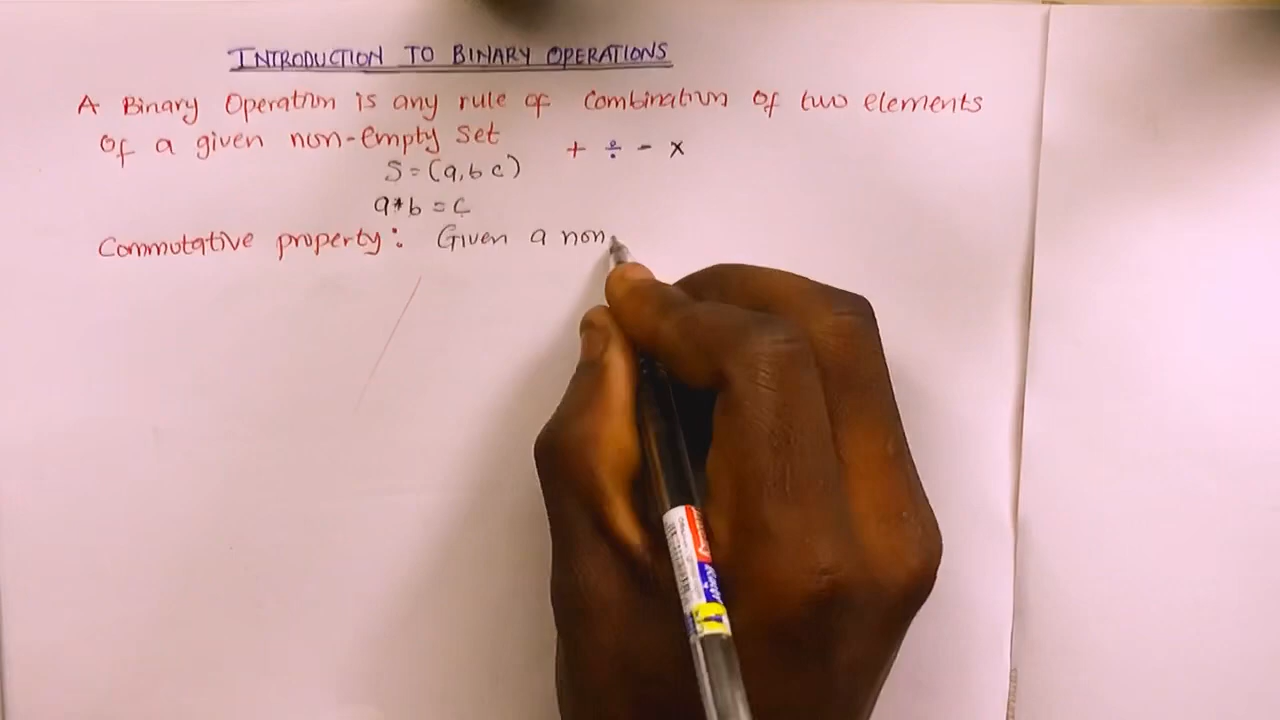 INTRODUCTION TO BINARY OPERATIONS
A Binary Operation is any rule of Combination of two elements
of a given non-Empty Set + ÷ - x
S = (a, b c)
a*b = c
Commutative property: Given a non